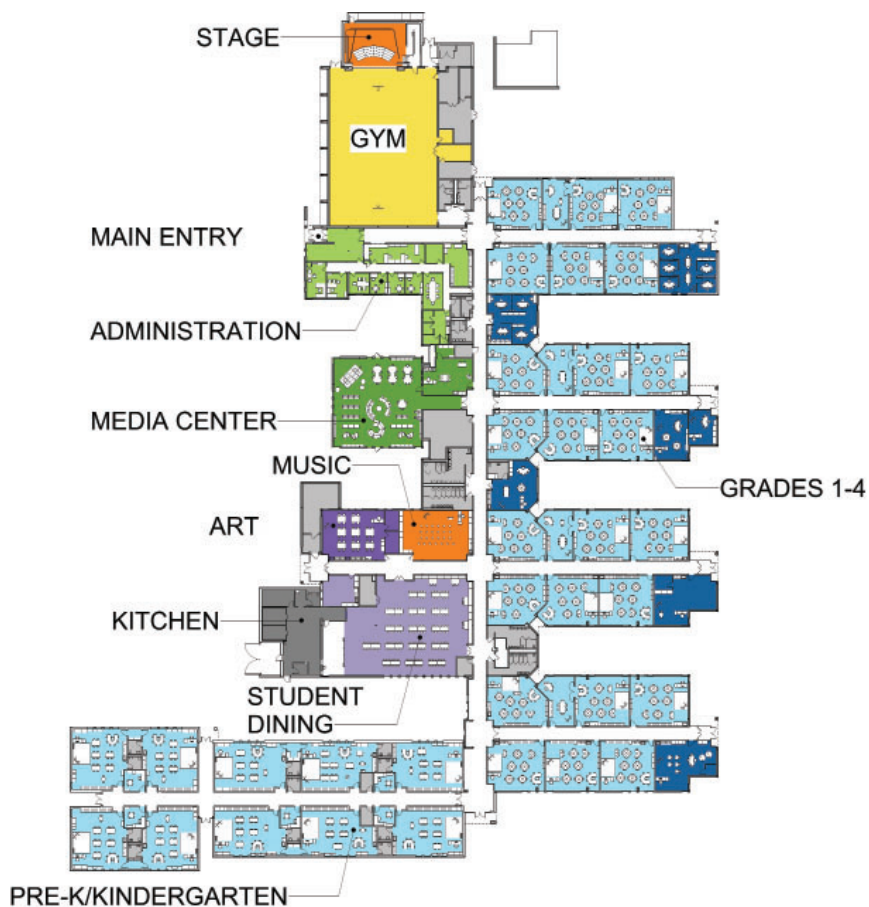 STAGE
GYM
MAIN ENTRY
ADMINISTRATION
MEDIA CENTER
MUSIC
GRADES 1-4
ART
KITCHEN
STUDENT
DINING
PRE-K/KINDERGARTEN